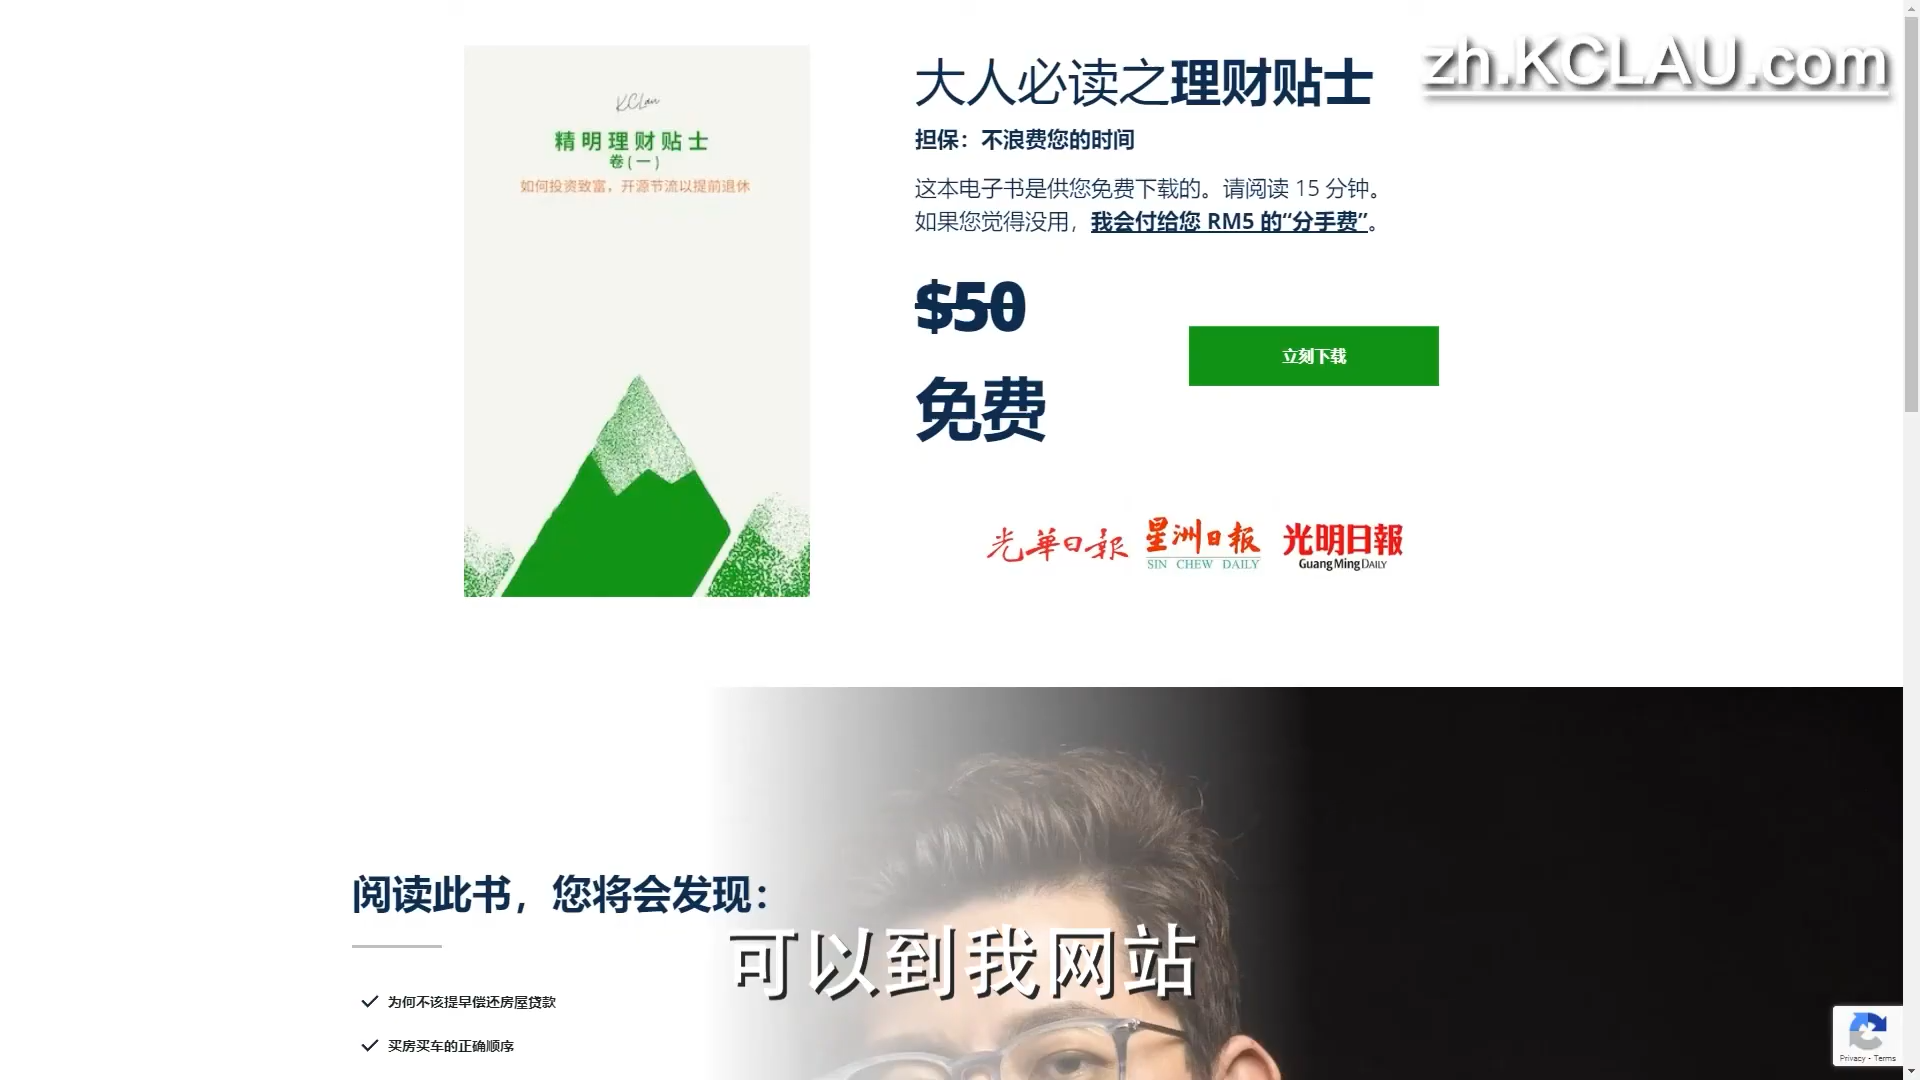 zh.KCLAU.com
KCLau
精明理财贴士
卷(一)
如何投资致富，开源节流以提前退休
大人必读之理财贴士
担保：不浪费您的时间
这本电子书是供您免费下载的。请阅读 15 分钟。
如果您觉得没用，我会付给您 RM5 的“分手费”。
$50
免费
立刻下载
光華日報
星洲日報
SIN CHEW DAILY
光明日報
Guang Ming DAILY
阅读此书，您将会发现：
可以到我网站
为何不该提早偿还房屋贷款
买房买车的正确顺序
Privacy - Terms